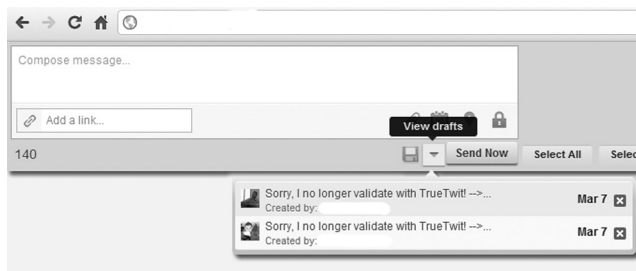 Compose message...
Add a link...
View drafts
140
Send Now
Select All
Selec
Sorry, I no longer validate with TrueTwit! -->...
Mar 7
Created by:
Sorry, I no longer validate with TrueTwit! -->...
Mar 7
Created by: